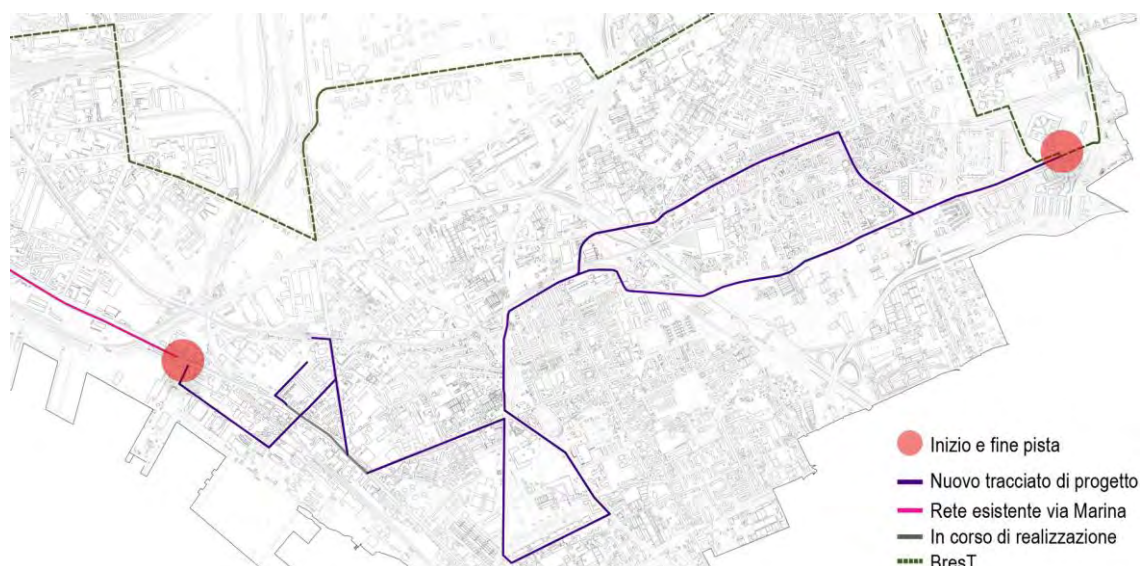 Inizio e fine pista
Nuovo tracciato di progetto
Rete esistente via Marina
In corso di realizzazione
BresT